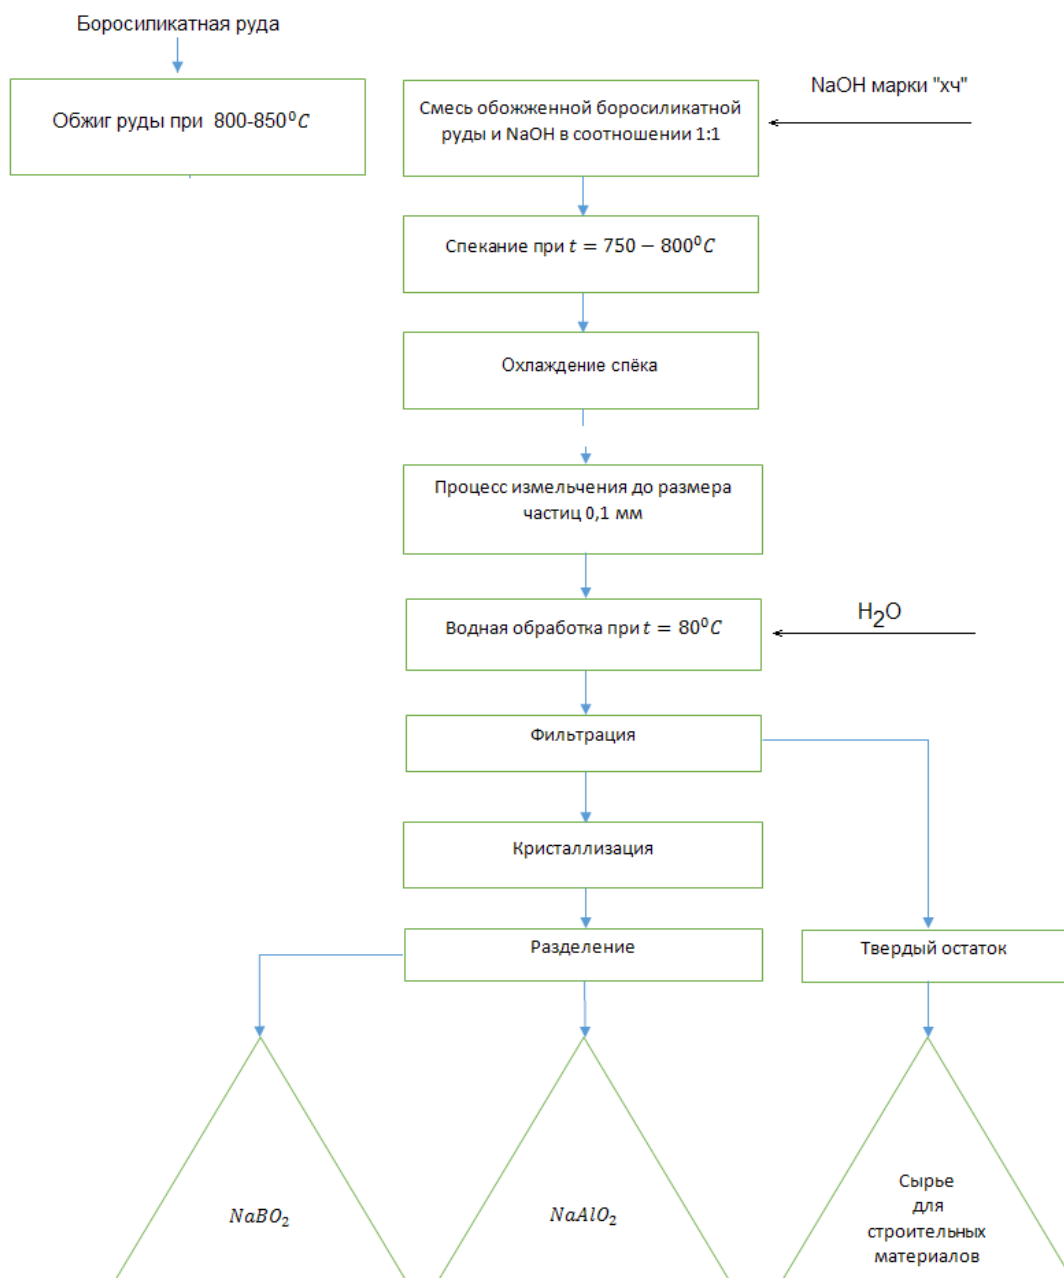 Боросиликатная руда
Обжиг руды при 800-850⁰C
NaOH марки "хч"
Смесь обожженной боросиликатной
руды и NaOH в соотношении 1:1
Спекание при t = 750 − 800⁰C
Охлаждение спёка
Процесс измельчения до размера
частиц 0,1 мм
Водная обработка при t = 80⁰C
H₂O
Фильтрация
Кристаллизация
Разделение
Твердый остаток
NaBO₂
NaAlO₂
Сырье
для
строительных
материалов